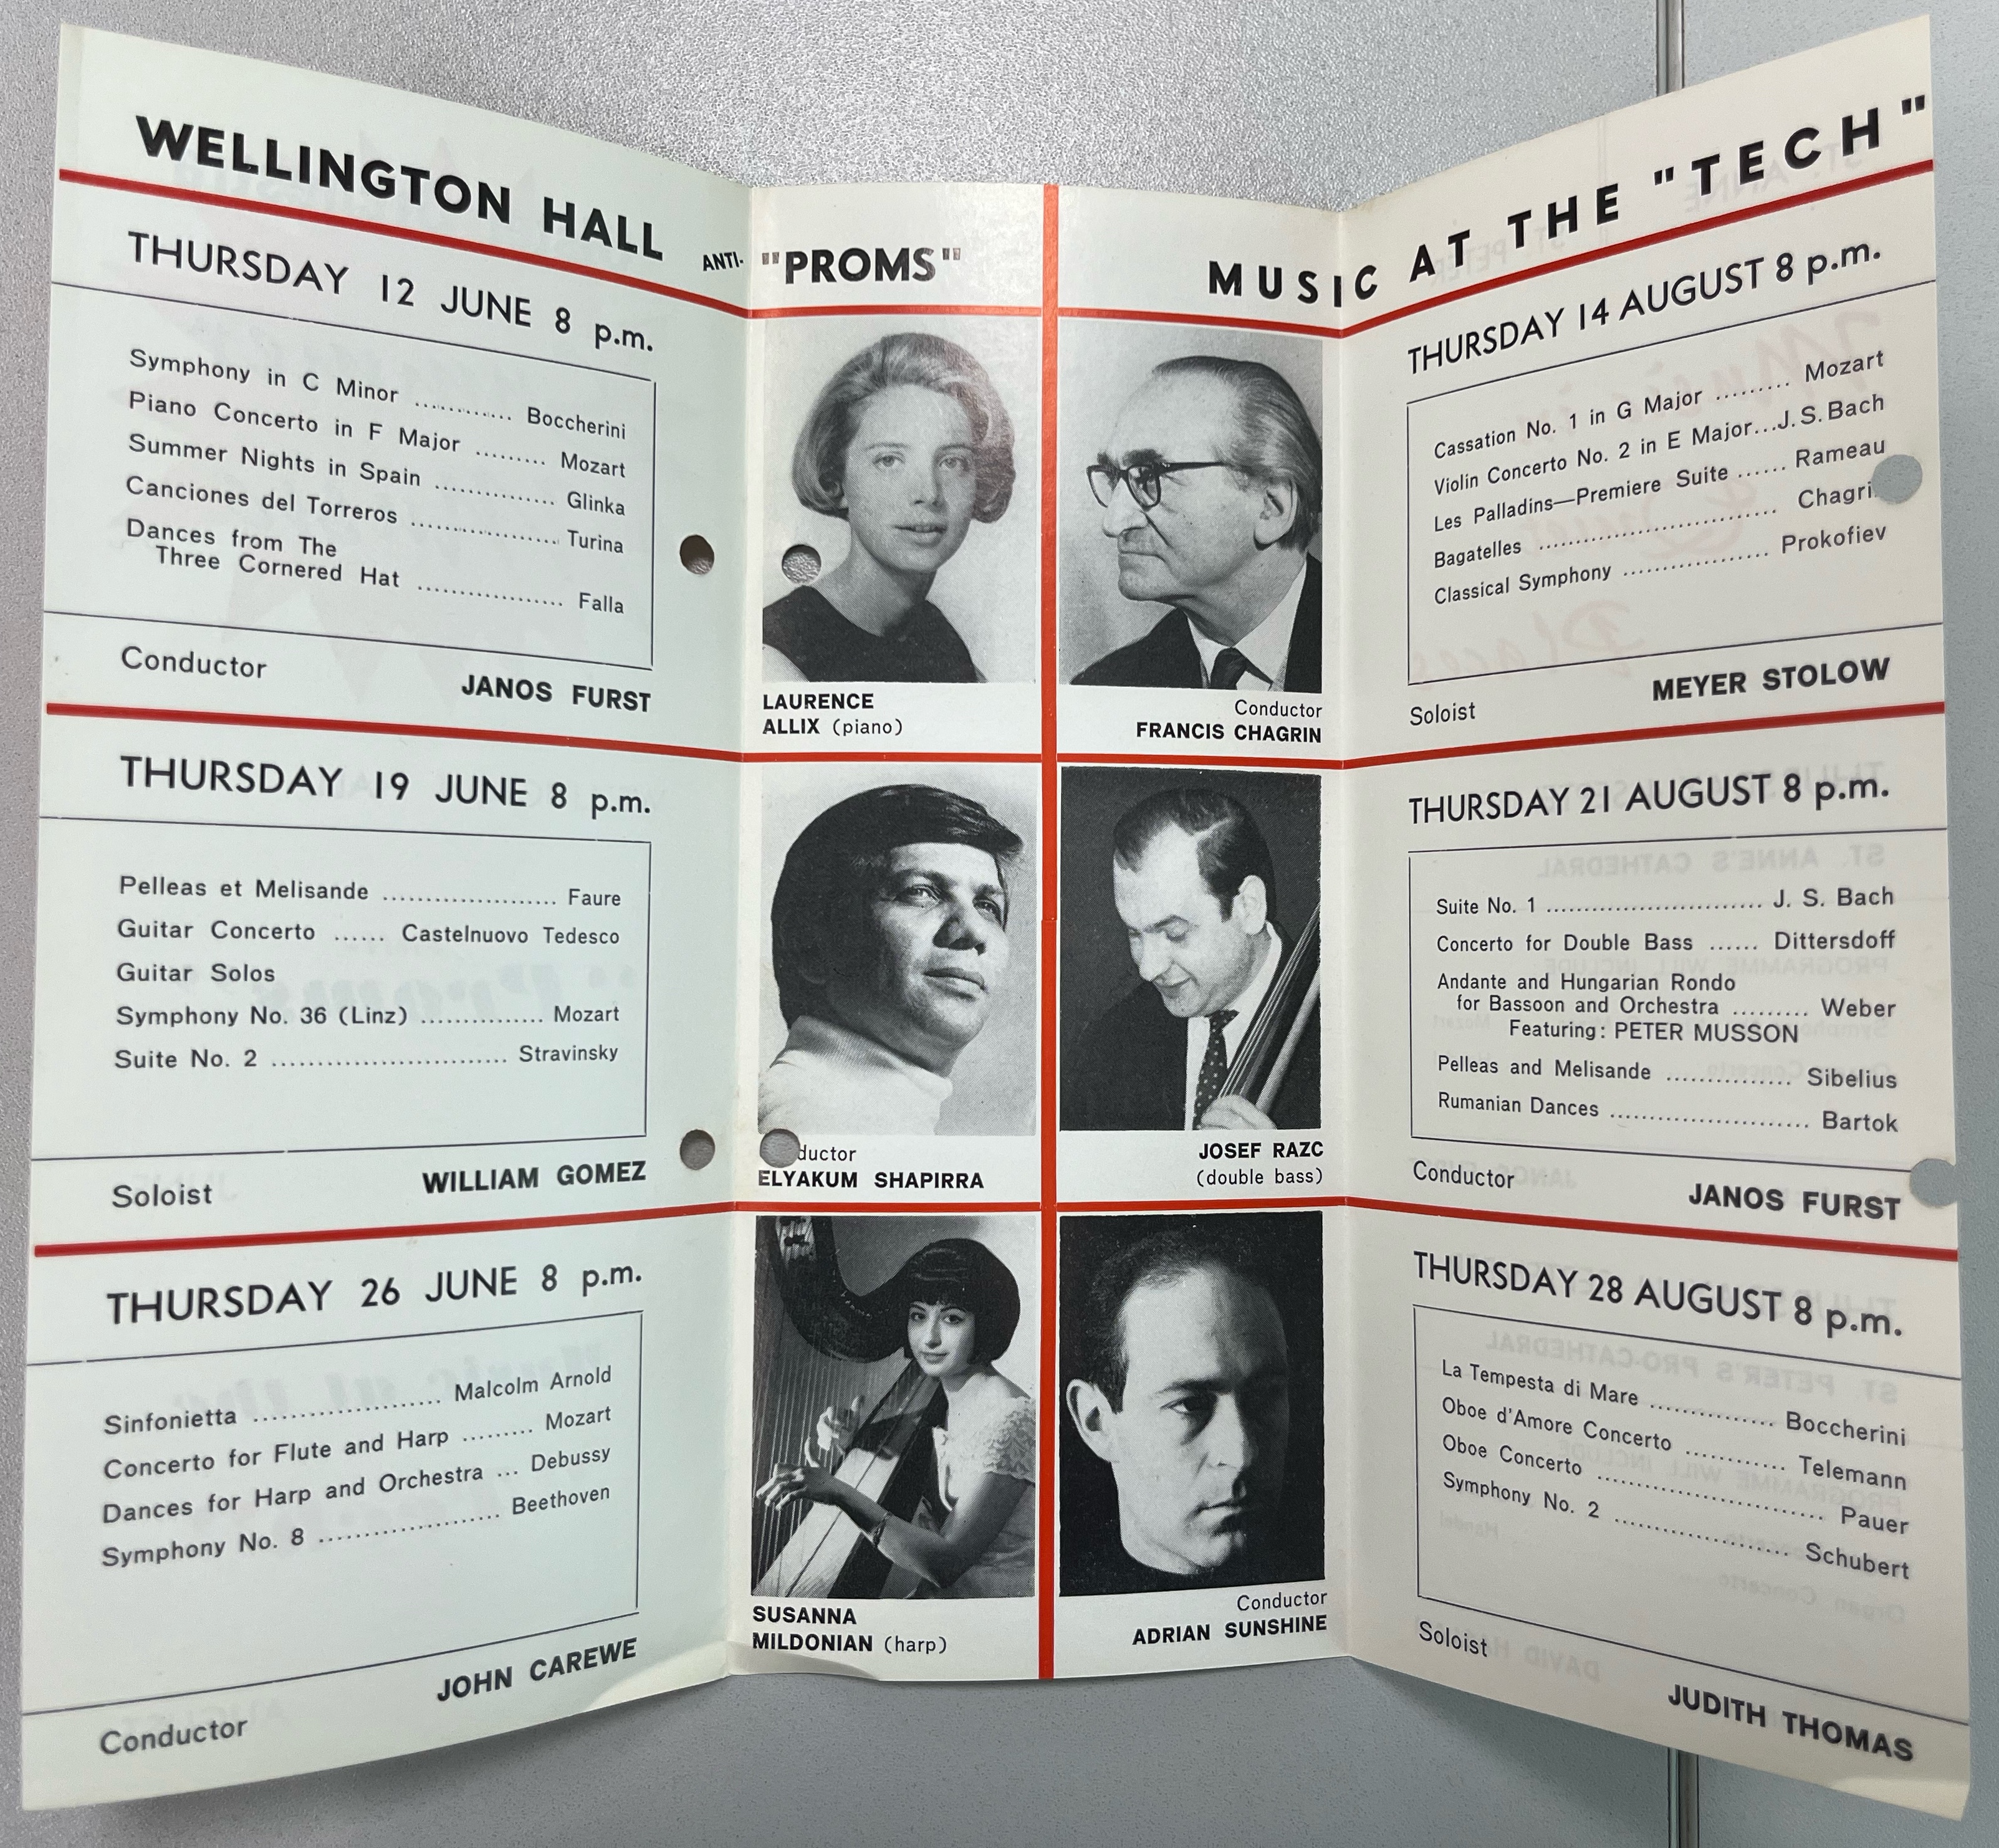 WELLINGTON HALL ANTI- "PROMS"
THURSDAY 12 JUNE 8 p.m.
Symphony in C Minor ............ Boccherini
Piano Concerto in F Major ......... Mozart
Summer Nights in Spain ............... Glinka
Canciones del Torreros .................. Turina
Dances from The
Three Cornered Hat .................. Falla
Conductor JANOS FURST
LAURENCE
ALLIX (piano)
THURSDAY 19 JUNE 8 p.m.
Pelleas et Melisande ..................... Faure
Guitar Concerto ...... Castelnuovo Tedesco
Guitar Solos
Symphony No. 36 (Linz) ............... Mozart
Suite No. 2 ............................. Stravinsky
Soloist WILLIAM GOMEZ
ductor
ELYAKUM SHAPIRRA
THURSDAY 26 JUNE 8 p.m.
Sinfonietta ....................... Malcolm Arnold
Concerto for Flute and Harp ......... Mozart
Dances for Harp and Orchestra ... Debussy
Symphony No. 8 ...................... Beethoven
Conductor JOHN CAREWE
SUSANNA
MILDONIAN (harp)
MUSIC AT THE "TECH"
Conductor
FRANCIS CHAGRIN
THURSDAY 14 AUGUST 8 p.m.
Cassation No. 1 in G Major ......... Mozart
Violin Concerto No. 2 in E Major...J. S. Bach
Les Palladins—Premiere Suite ...... Rameau
Bagatelles .............................. Chagri
Classical Symphony .................. Prokofiev
Soloist MEYER STOLOW
JOSEF RAZC
(double bass)
THURSDAY 21 AUGUST 8 p.m.
Suite No. 1 ........................... J. S. Bach
Concerto for Double Bass ...... Dittersdoff
Andante and Hungarian Rondo
for Bassoon and Orchestra ......... Weber
Featuring: PETER MUSSON
Pelleas and Melisande ............... Sibelius
Rumanian Dances ........................ Bartok
Conductor JANOS FURST
Conductor
ADRIAN SUNSHINE
THURSDAY 28 AUGUST 8 p.m.
La Tempesta di Mare ............... Boccherini
Oboe d'Amore Concerto ............ Telemann
Oboe Concerto ........................... Pauer
Symphony No. 2 ..................... Schubert
Soloist JUDITH THOMAS